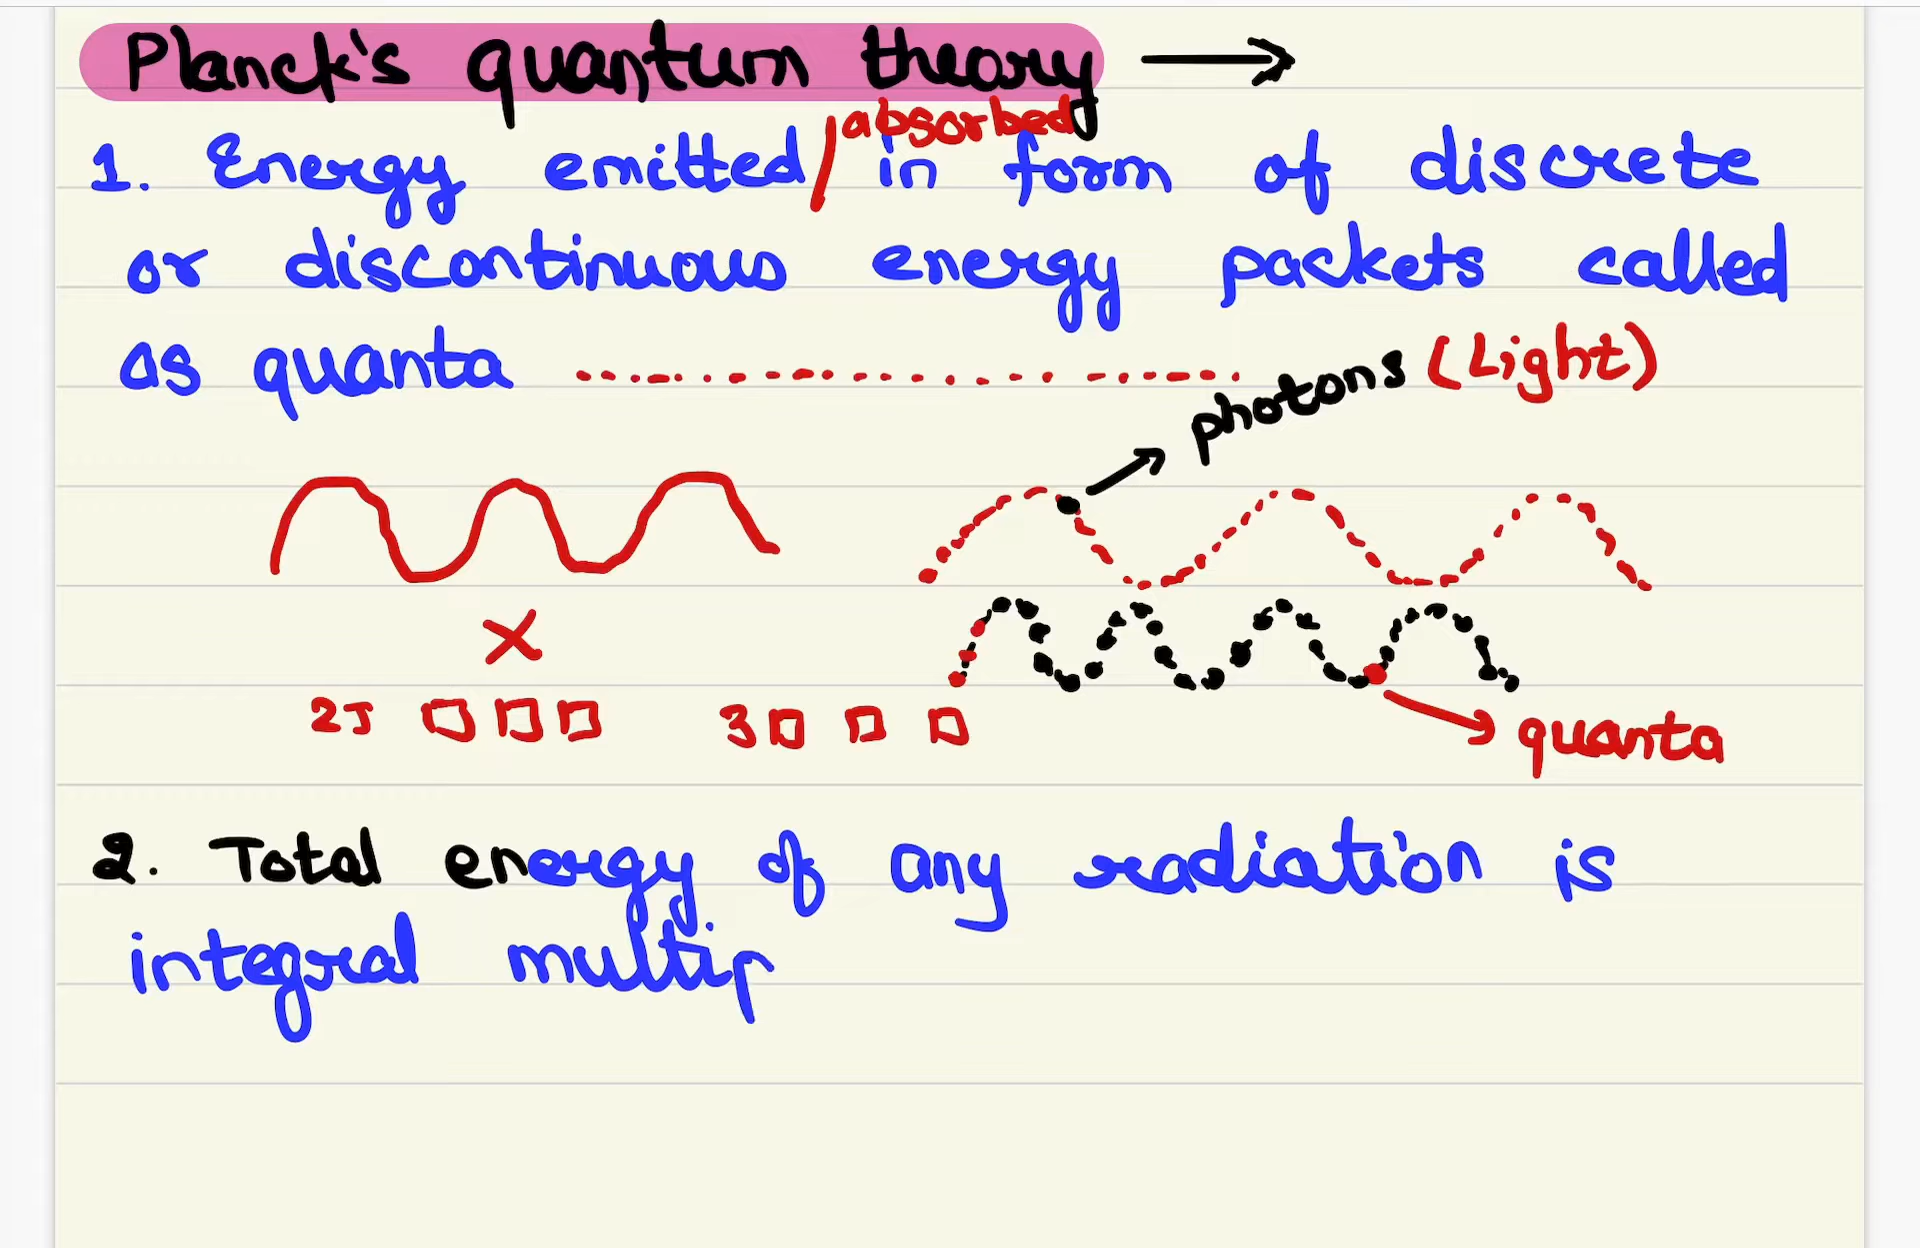 Planck's quantum theory →
absorbed
1. Energy emitted/ in form of discrete
or discontinuous energy packets called
as quanta
photons (Light)
2J
3
quanta
2. Total energy of any radiation is
integral multip